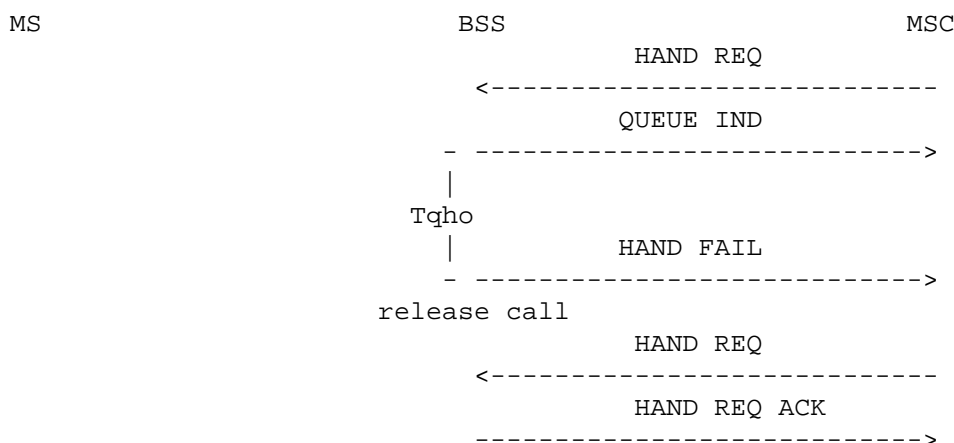 MS BSS MSC
HAND REQ
<-----------------------------
QUEUE IND
- ---------------------------->
|
Tqho
| HAND FAIL
- ---------------------------->
release call
HAND REQ
<-----------------------------
HAND REQ ACK
----------------------------->